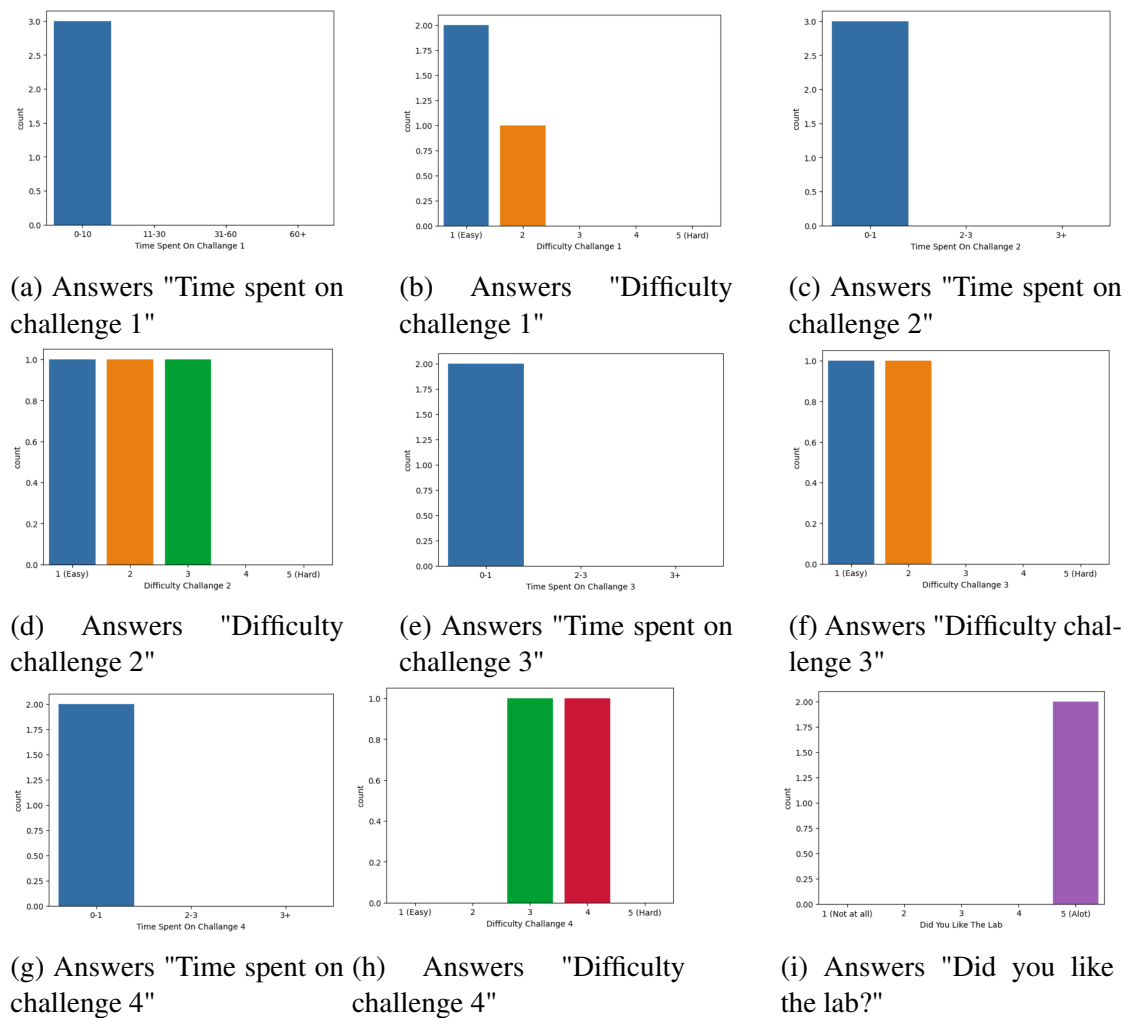 3.0
2.5
2.0
1.5
1.0
0.5
0.0
count
0-10 11-30 31-60 60+
Time Spent On Challange 1
(a) Answers "Time spent on
challenge 1"
2.00
1.75
1.50
1.25
1.00
0.75
0.50
0.25
0.00
count
1 (Easy) 2 3 4 5 (Hard)
Difficulty Challange 1
(b) Answers "Difficulty
challenge 1"
3.0
2.5
2.0
1.5
1.0
0.5
0.0
count
0-1 2-3 3+
Time Spent On Challange 2
(c) Answers "Time spent on
challenge 2"
1.0
0.8
0.6
0.4
0.2
0.0
count
1 (Easy) 2 3 4 5 (Hard)
Difficulty Challange 2
(d) Answers "Difficulty
challenge 2"
2.00
1.75
1.50
1.25
1.00
0.75
0.50
0.25
0.00
count
0-1 2-3 3+
Time Spent On Challange 3
(e) Answers "Time spent on
challenge 3"
1.0
0.8
0.6
0.4
0.2
0.0
count
1 (Easy) 2 3 4 5 (Hard)
Difficulty Challange 3
(f) Answers "Difficulty chal-
lenge 3"
2.00
1.75
1.50
1.25
1.00
0.75
0.50
0.25
0.00
count
0-1 2-3 3+
Time Spent On Challange 4
(g) Answers "Time spent on
challenge 4"
1.0
0.8
0.6
0.4
0.2
0.0
count
1 (Easy) 2 3 4 5 (Hard)
Difficulty Challange 4
(h) Answers "Difficulty
challenge 4"
2.00
1.75
1.50
1.25
1.00
0.75
0.50
0.25
0.00
count
1 (Not at all) 2 3 4 5 (Alot)
Did You Like The Lab
(i) Answers "Did you like
the lab?"